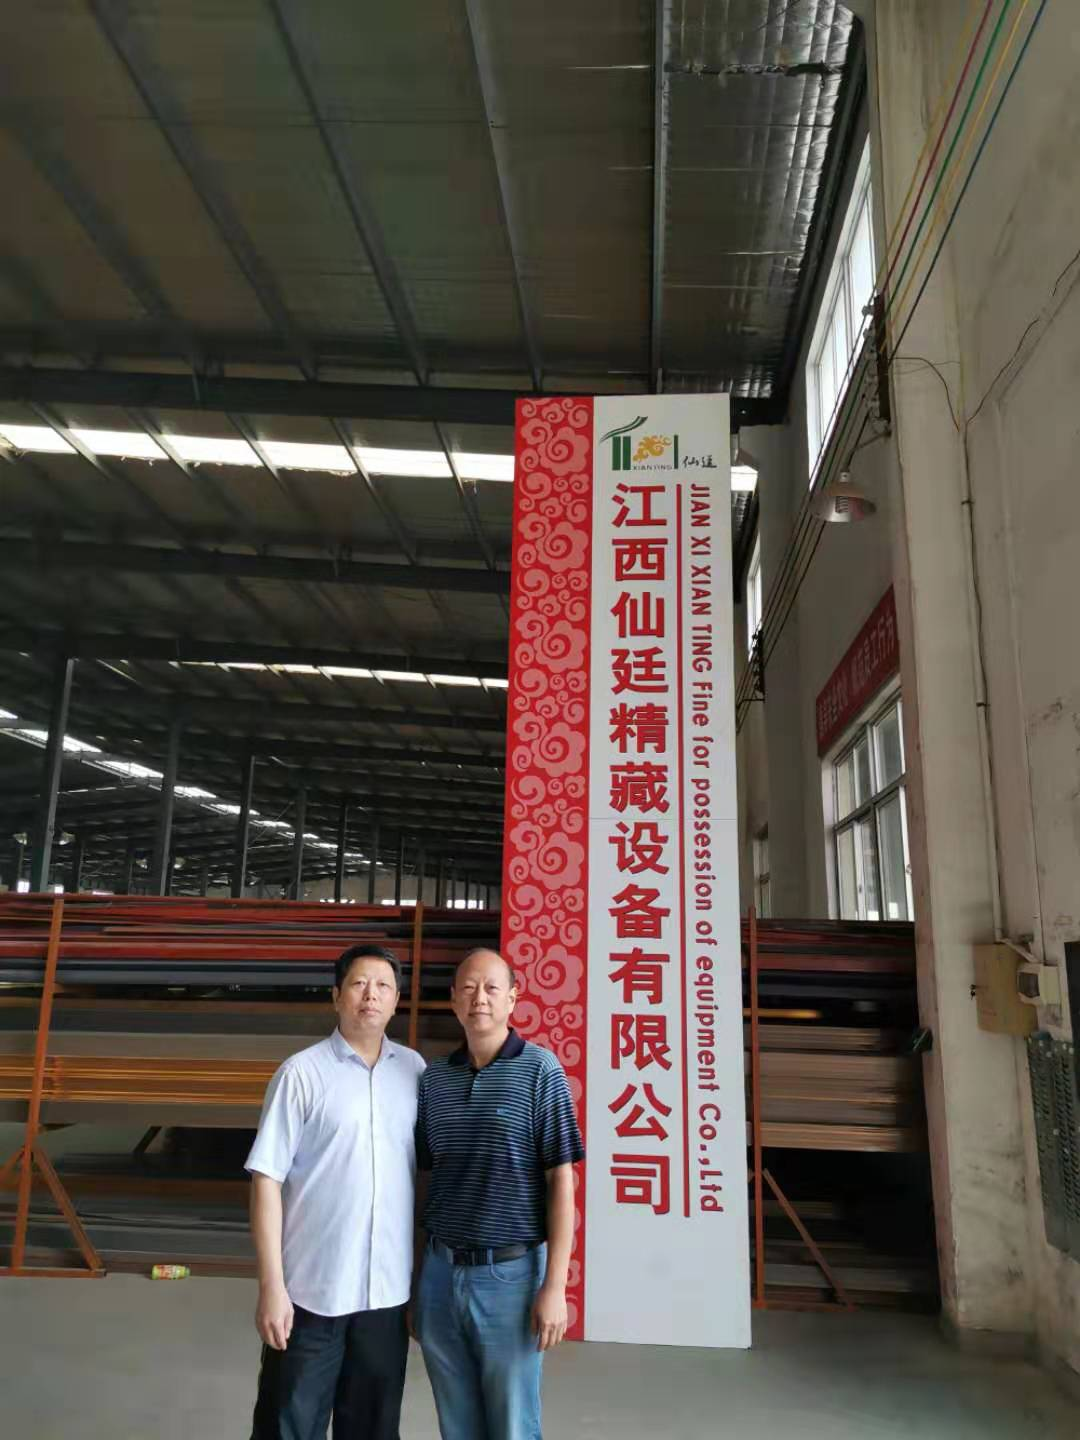 XIANTING
仙廷
江西仙廷精藏设备有限公司
JIAN XI XIAN TING Fine for possession of equipment Co.,Ltd